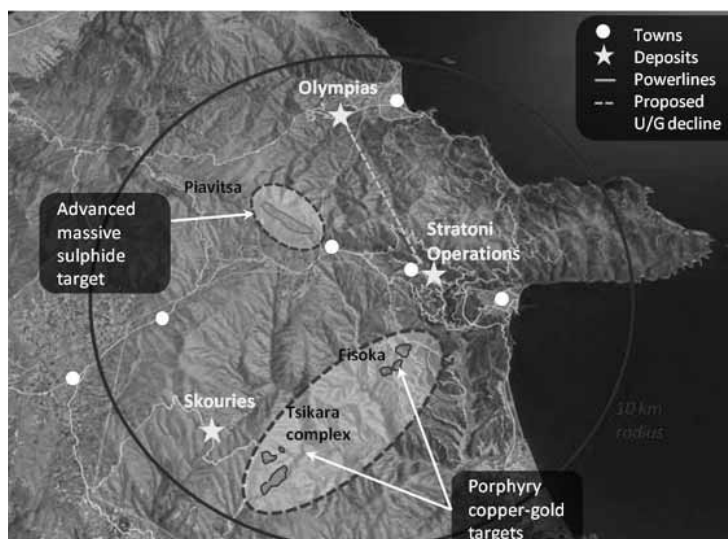 Towns
Deposits
Powerlines
Proposed
U/G decline
Olympias
Piavitsa
Advanced
massive
sulphide
target
Stratoni
Operations
Fisoka
Skouries
Tsikara
complex
10 km
radius
Porphyry
copper-gold
targets